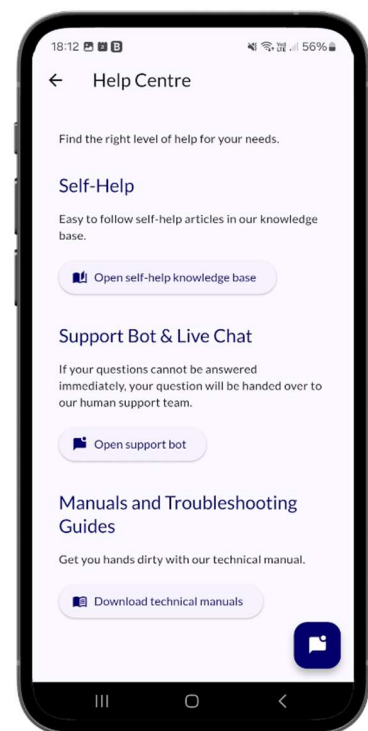 18:12 B 56%
Help Centre
Find the right level of help for your needs.
Self-Help
Easy to follow self-help articles in our knowledge
base.
Open self-help knowledge base
Support Bot & Live Chat
If your questions cannot be answered
immediately, your question will be handed over to
our human support team.
Open support bot
Manuals and Troubleshooting
Guides
Get you hands dirty with our technical manual.
Download technical manuals